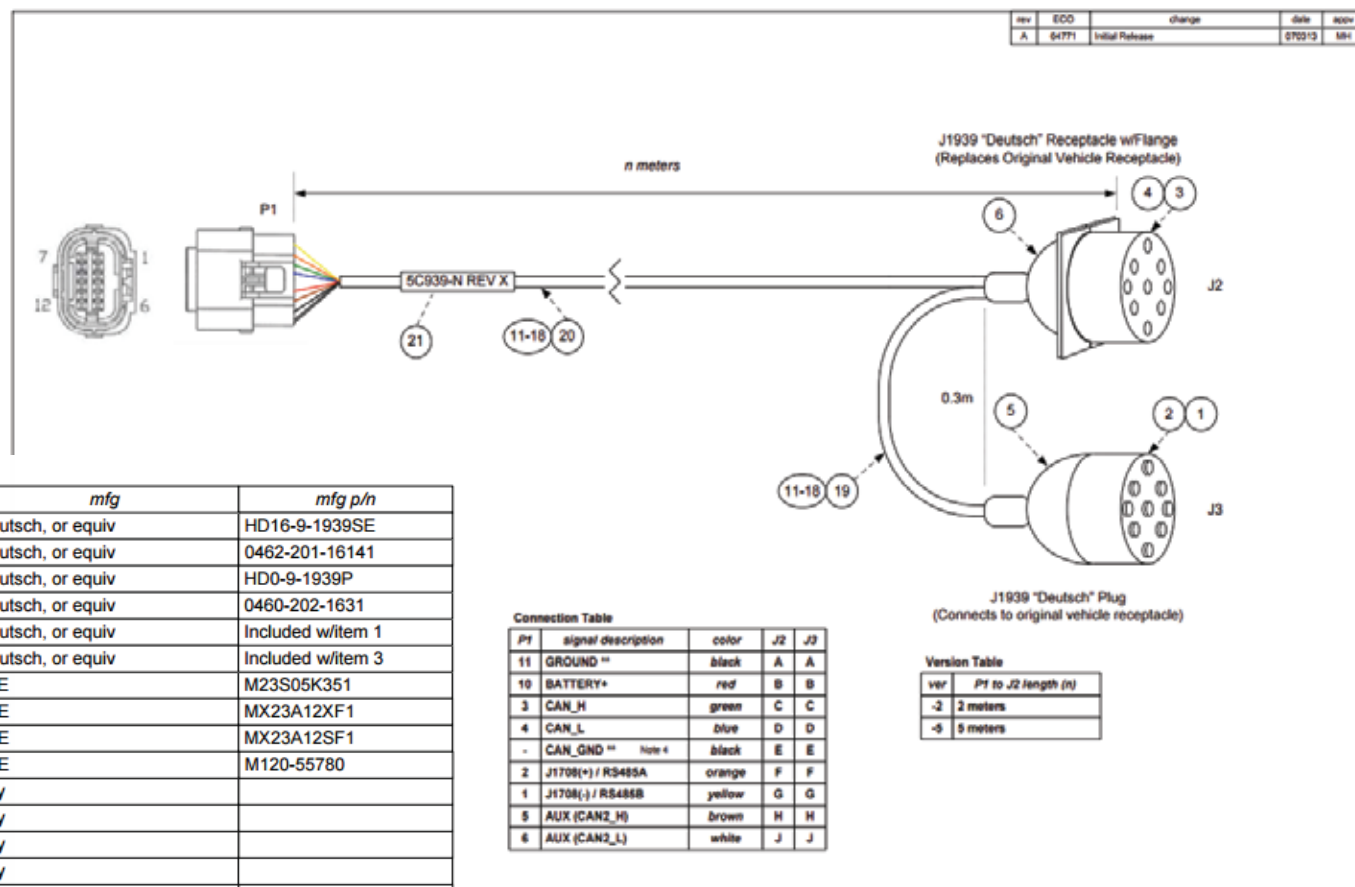 rev ECO change date appv
A 64771 Initial Release 070313 MH
J1939 "Deutsch" Receptacle w/Flange
(Replaces Original Vehicle Receptacle)
n meters
4 3
6
P1
7 1
12 6
5C939-N REV X
J2
21
11-18 20
0.3m
5
2 1
11-18 19
J3
J1939 "Deutsch" Plug
(Connects to original vehicle receptacle)
mfg mfg p/n
utsch, or equiv HD16-9-1939SE
utsch, or equiv 0462-201-16141
utsch, or equiv HD0-9-1939P
utsch, or equiv 0460-202-1631
utsch, or equiv Included w/item 1
utsch, or equiv Included w/item 3
E M23S05K351
E MX23A12XF1
E MX23A12SF1
E M120-55780
y
y
y
y
Connection Table
P1 signal description color J2 J3
11 GROUND ** black A A
10 BATTERY+ red B B
3 CAN_H green C C
4 CAN_L blue D D
- CAN_GND ** Note 4 black E E
2 J1708(+) / RS485A orange F F
1 J1708(-) / RS485B yellow G G
5 AUX (CAN2_H) brown H H
6 AUX (CAN2_L) white J J
Version Table
ver P1 to J2 length (n)
-2 2 meters
-5 5 meters